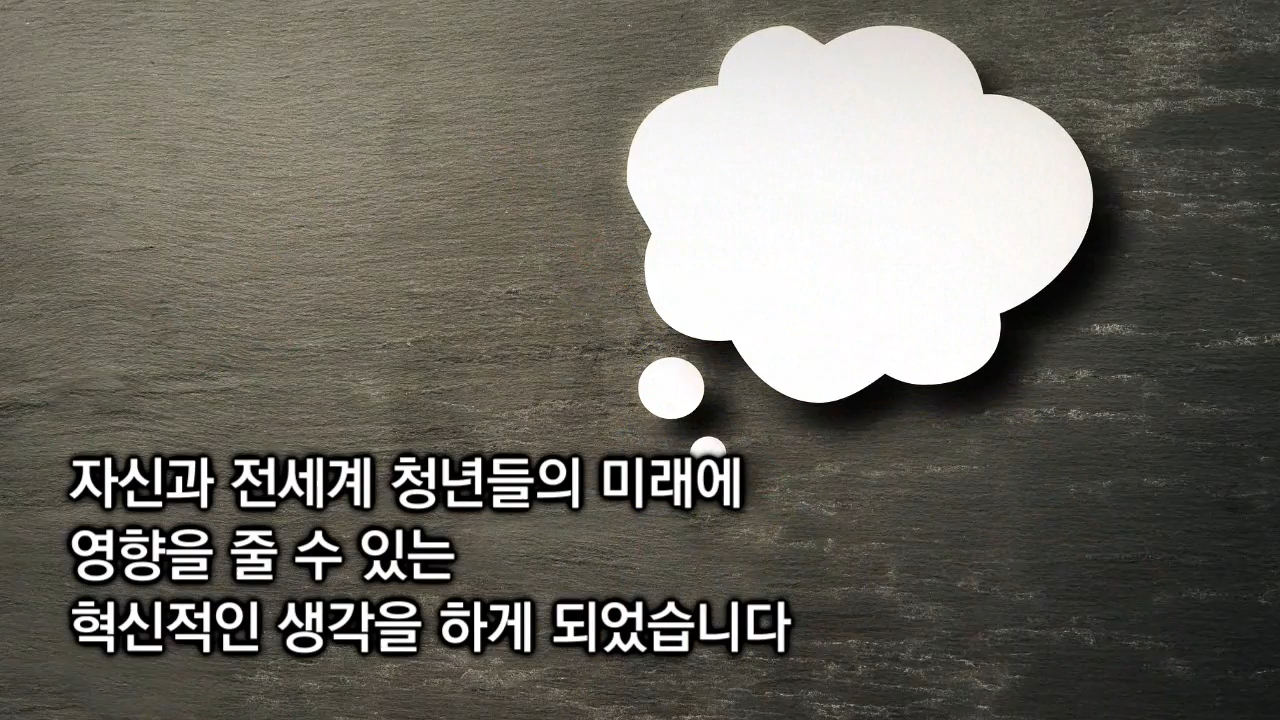 자신과 전세계 청년들의 미래에
영향을 줄 수 있는
혁신적인 생각을 하게 되었습니다